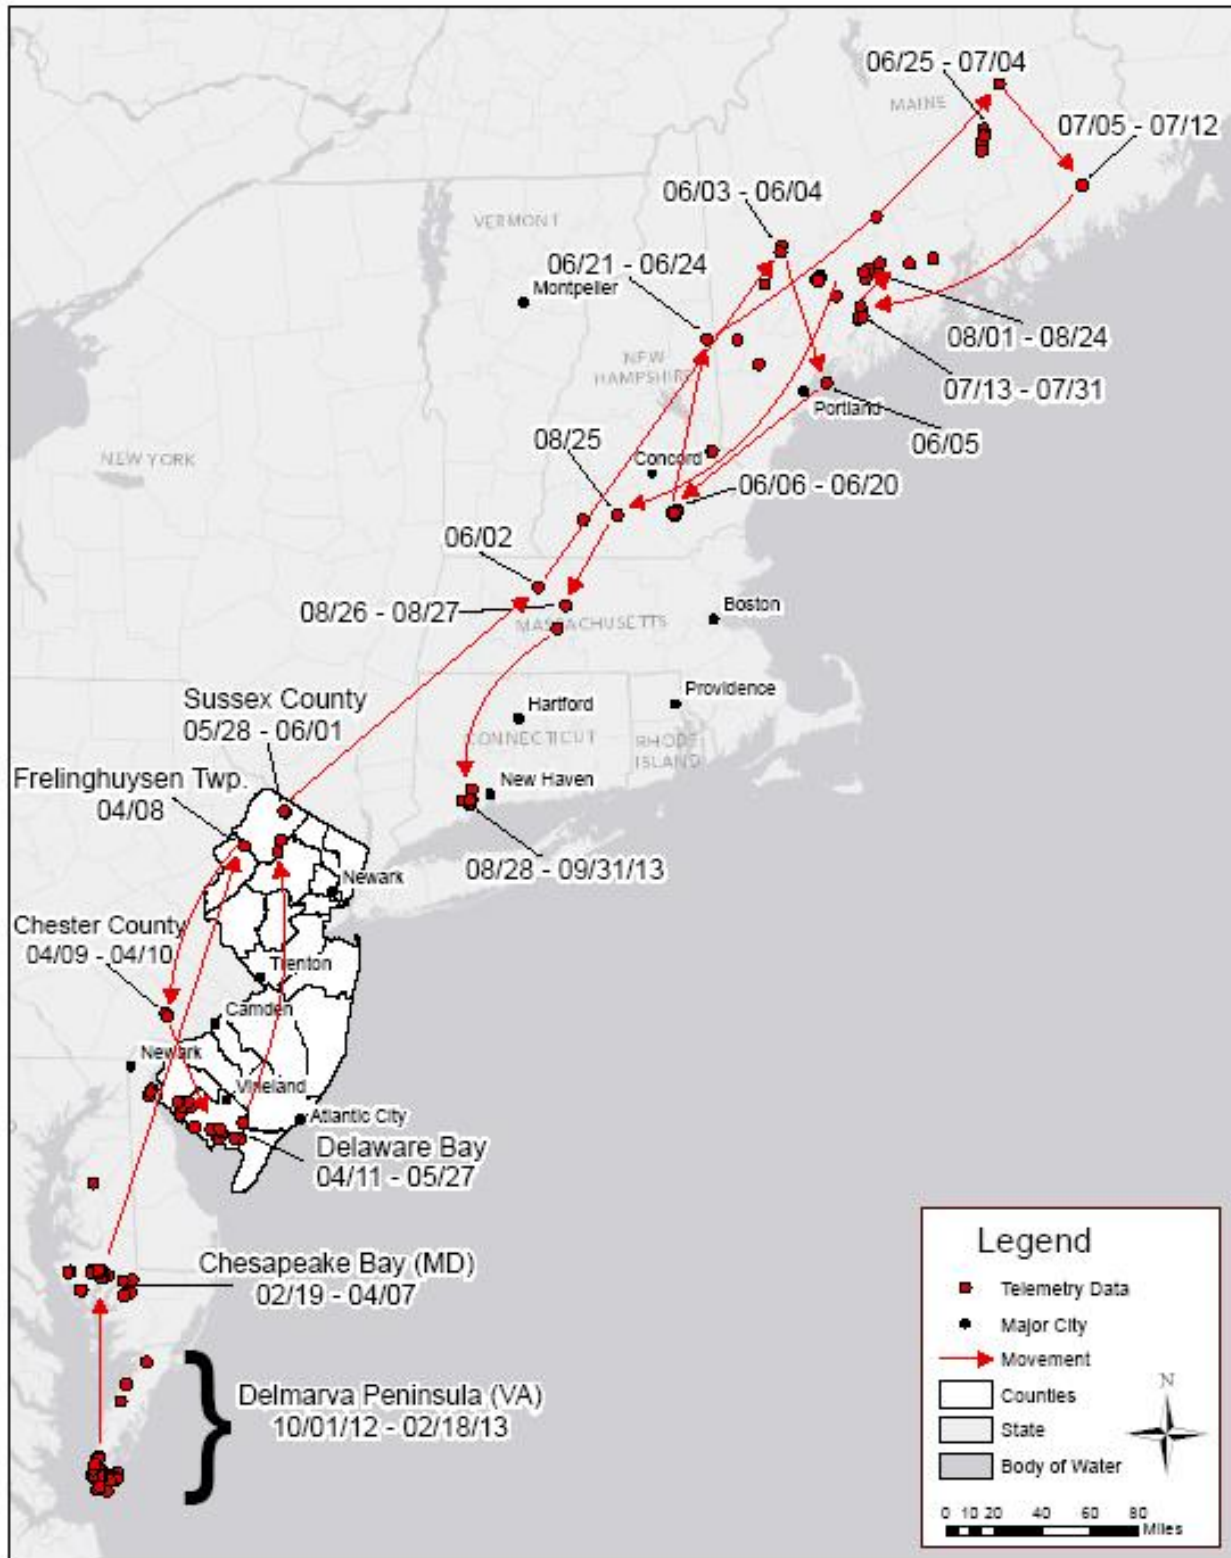 06/25 - 07/04
MAINE
07/05 - 07/12
06/03 - 06/04
VERMONT
06/21 - 06/24
Montpelier
08/01 - 08/24
NEW
HAMPSHIRE
07/13 - 07/31
Portland
08/25
06/05
NEW YORK
Concord
06/06 - 06/20
06/02
08/26 - 08/27
Boston
MASSACHUSETTS
Sussex County
05/28 - 06/01
Providence
Hartford
CONNECTICUT
RHODE
ISLAND
Frelinghuysen Twp.
04/08
New Haven
08/28 - 09/31/13
Newark
Chester County
04/09 - 04/10
Trenton
Camden
Newark
Vineland
Atlantic City
Delaware Bay
04/11 - 05/27
Chesapeake Bay (MD)
02/19 - 04/07
Delmarva Peninsula (VA)
10/01/12 - 02/18/13
Legend
Telemetry Data
Major City
Movement
Counties
State
Body of Water
N
0 10 20 40 60 80
Miles